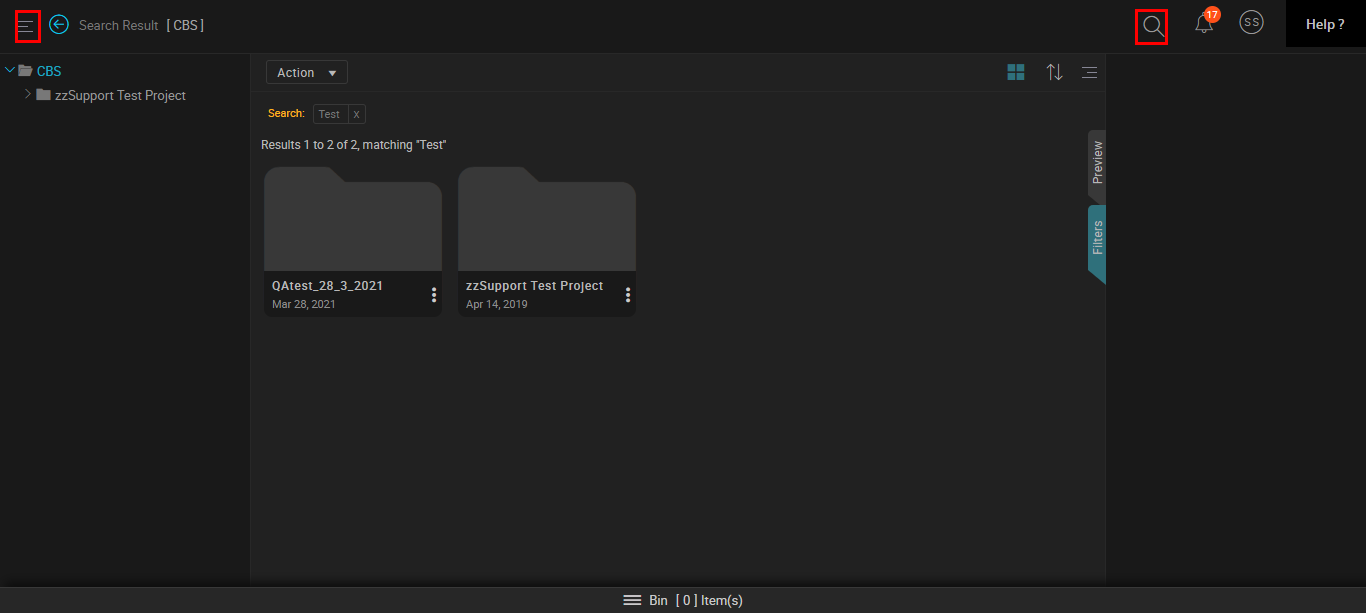 Search Result [ CBS ]
17
SS
Help ?
CBS
zzSupport Test Project
Action
Search: Test X
Results 1 to 2 of 2, matching "Test"
Preview
Filters
QAtest_28_3_2021
Mar 28, 2021
zzSupport Test Project
Apr 14, 2019
Bin [ 0 ] Item(s)